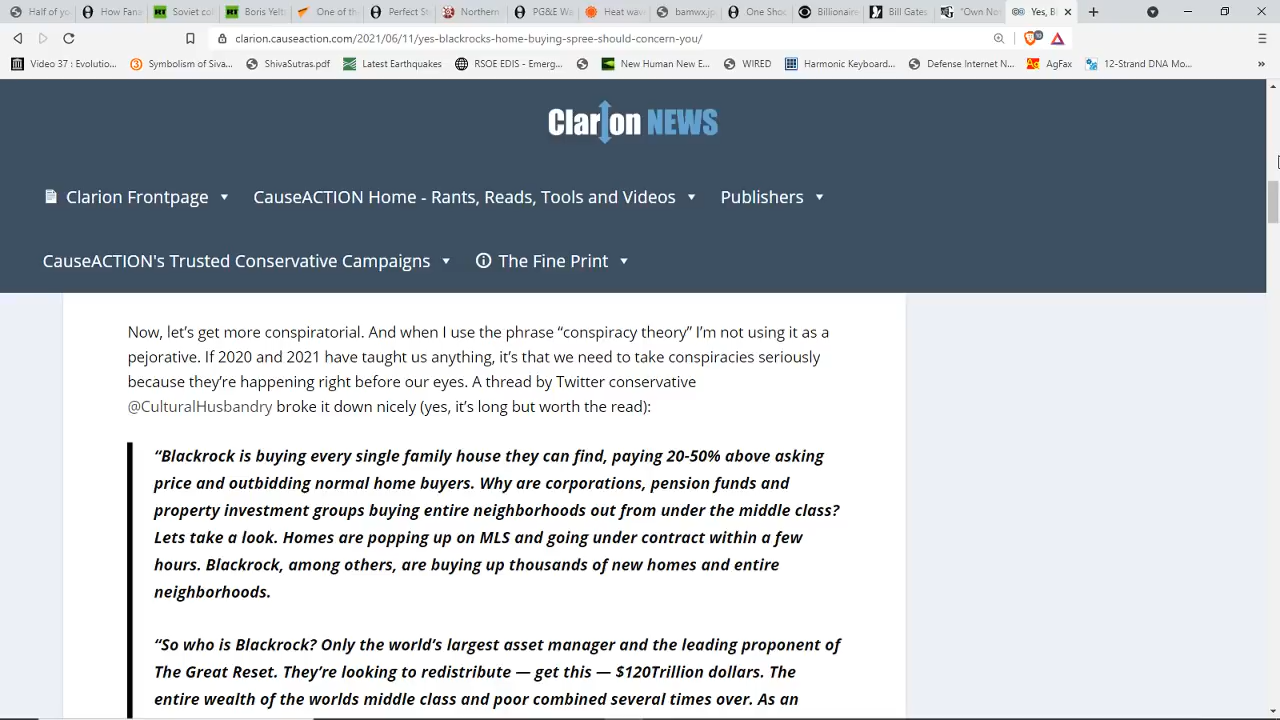 Half of yo
How Fans
Soviet col
Boris Yelts
One of th
Perfect St
Northern
PG&E Wa
Heat wav
bamwx.jp
One Shoc
Billionaire
Bill Gates
"Own No
Yes, B
clarion.causeaction.com/2021/06/11/yes-blackrocks-home-buying-spree-should-concern-you/
Video 37 : Evolutio...
Symbolism of Siva...
ShivaSutras.pdf
Latest Earthquakes
RSOE EDIS - Emerg...
New Human New E...
WIRED
Harmonic Keyboard...
Defense Internet N...
AgFax
12-Strand DNA Mo...
Clarion NEWS
Clarion Frontpage
CauseACTION Home - Rants, Reads, Tools and Videos
Publishers
CauseACTION's Trusted Conservative Campaigns
The Fine Print
Now, let's get more conspiratorial. And when I use the phrase “conspiracy theory” I'm not using it as a
pejorative. If 2020 and 2021 have taught us anything, it's that we need to take conspiracies seriously
because they're happening right before our eyes. A thread by Twitter conservative
@CulturalHusbandry broke it down nicely (yes, it's long but worth the read):
“Blackrock is buying every single family house they can find, paying 20-50% above asking
price and outbidding normal home buyers. Why are corporations, pension funds and
property investment groups buying entire neighborhoods out from under the middle class?
Lets take a look. Homes are popping up on MLS and going under contract within a few
hours. Blackrock, among others, are buying up thousands of new homes and entire
neighborhoods.
“So who is Blackrock? Only the world's largest asset manager and the leading proponent of
The Great Reset. They're looking to redistribute — get this — $120Trillion dollars. The
entire wealth of the worlds middle class and poor combined several times over. As an